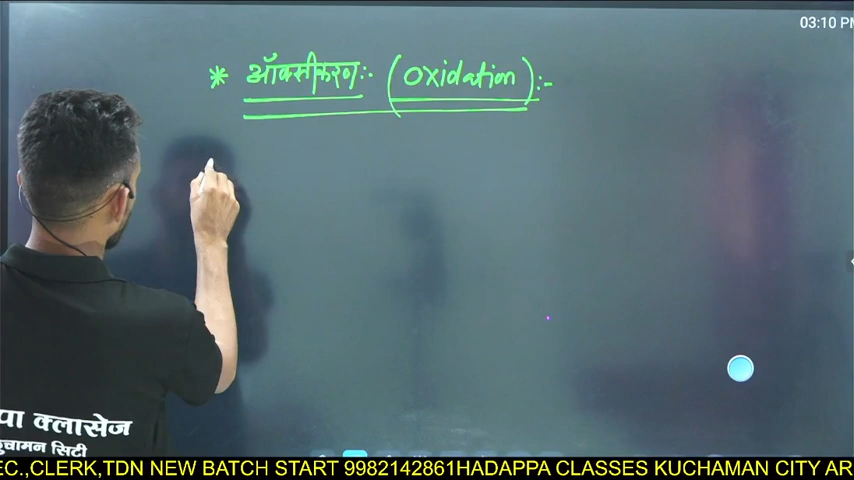 03:10 PM
* ऑक्सीकरण :- (Oxidation) :-
पा क्लासेज
कुचामन सिटी
EC.,CLERK,TDN NEW BATCH START 9982142861HADAPPA CLASSES KUCHAMAN CITY AR